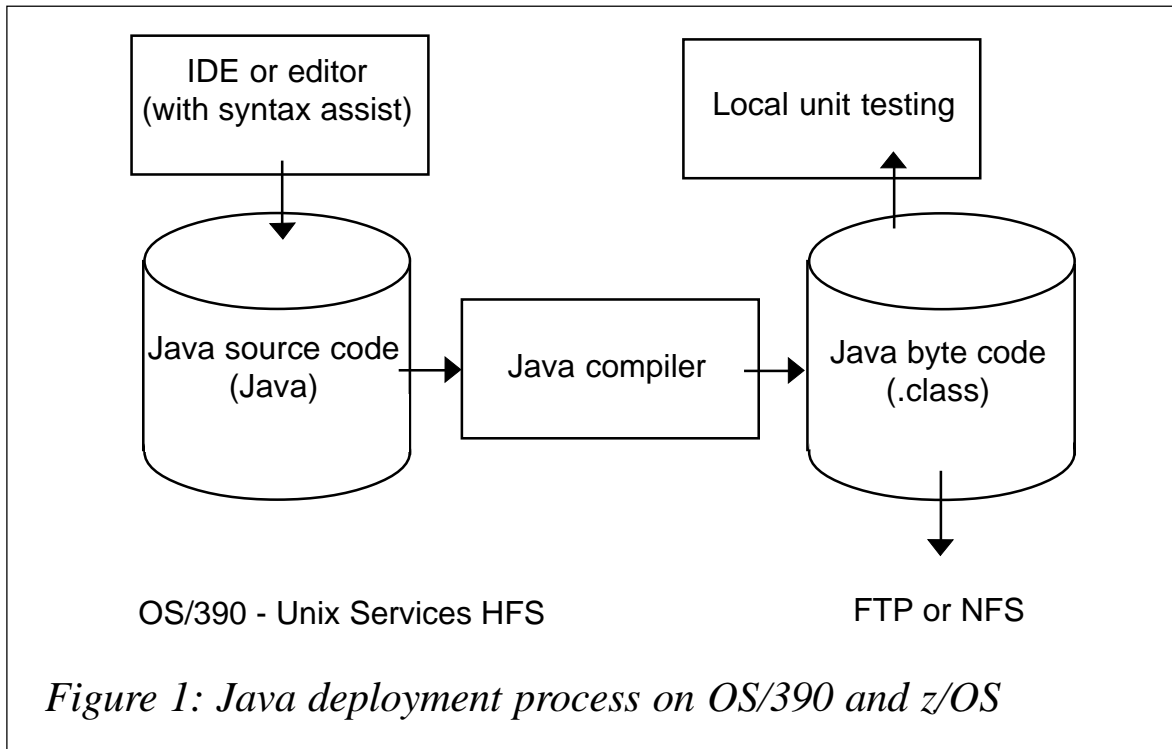 IDE or editor
(with syntax assist)
Local unit testing
Java source code
(Java)
Java compiler
Java byte code
(.class)
OS/390 - Unix Services HFS
FTP or NFS
Figure 1: Java deployment process on OS/390 and z/OS